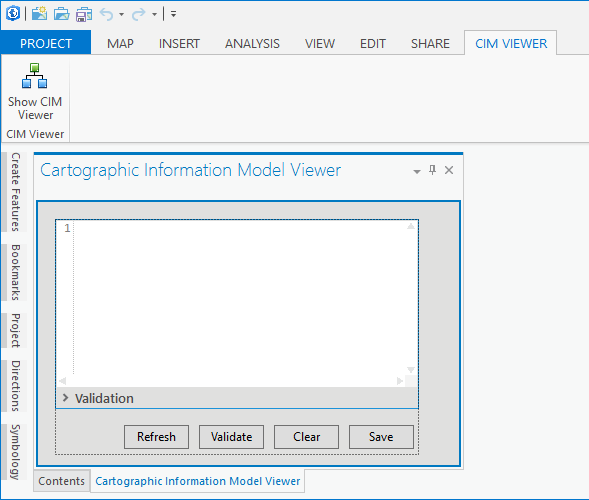 PROJECT MAP INSERT ANALYSIS VIEW EDIT SHARE CIM VIEWER
Show CIM
Viewer
CIM Viewer
Create Features
Bookmarks
Project
Directions
Symbology
Cartographic Information Model Viewer
1
Validation
Refresh Validate Clear Save
Contents Cartographic Information Model Viewer